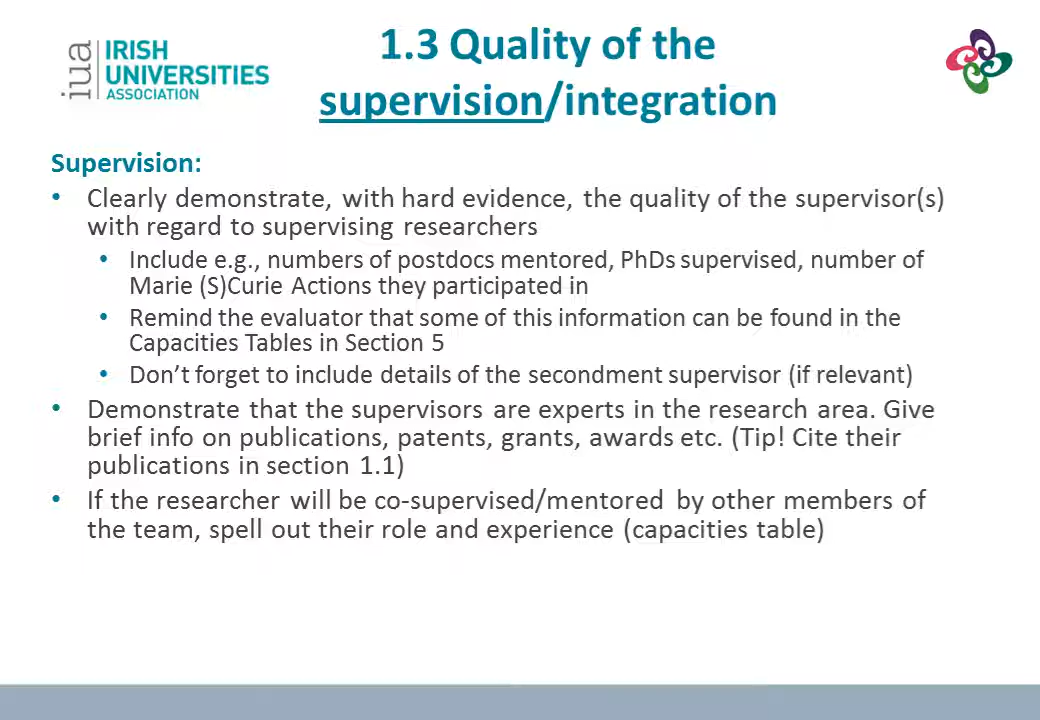 iua
IRISH
UNIVERSITIES
ASSOCIATION
1.3 Quality of the
supervision/integration
Supervision:
• Clearly demonstrate, with hard evidence, the quality of the supervisor(s)
with regard to supervising researchers
• Include e.g., numbers of postdocs mentored, PhDs supervised, number of
Marie (S)Curie Actions they participated in
• Remind the evaluator that some of this information can be found in the
Capacities Tables in Section 5
• Don’t forget to include details of the secondment supervisor (if relevant)
• Demonstrate that the supervisors are experts in the research area. Give
brief info on publications, patents, grants, awards etc. (Tip! Cite their
publications in section 1.1)
• If the researcher will be co-supervised/mentored by other members of
the team, spell out their role and experience (capacities table)